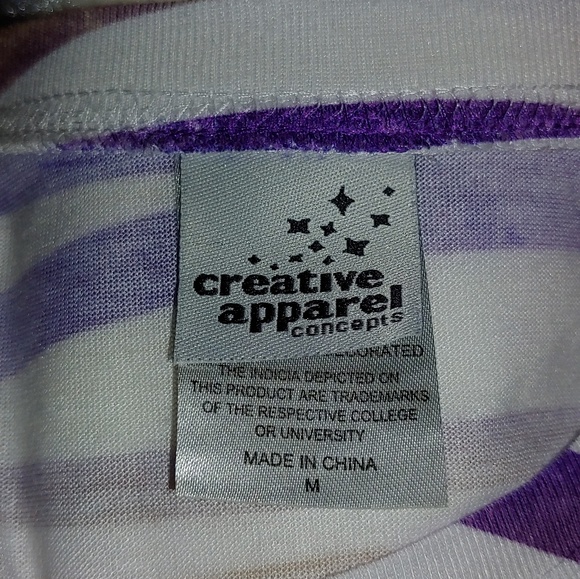 creative
apparel
concepts
THE INDICIA DEPICTED ON
THIS PRODUCT ARE TRADEMARKS
OF THE RESPECTIVE COLLEGE
OR UNIVERSITY
MADE IN CHINA
M